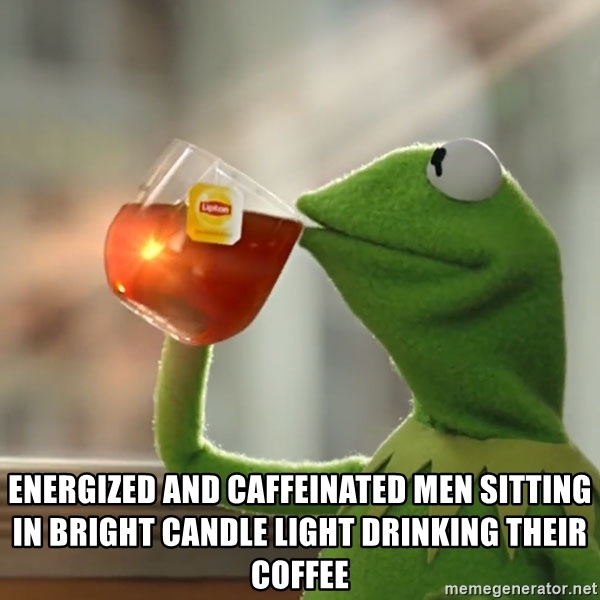 Lipton
ENERGIZED AND CAFFEINATED MEN SITTING
IN BRIGHT CANDLE LIGHT DRINKING THEIR
COFFEE
memegenerator.net